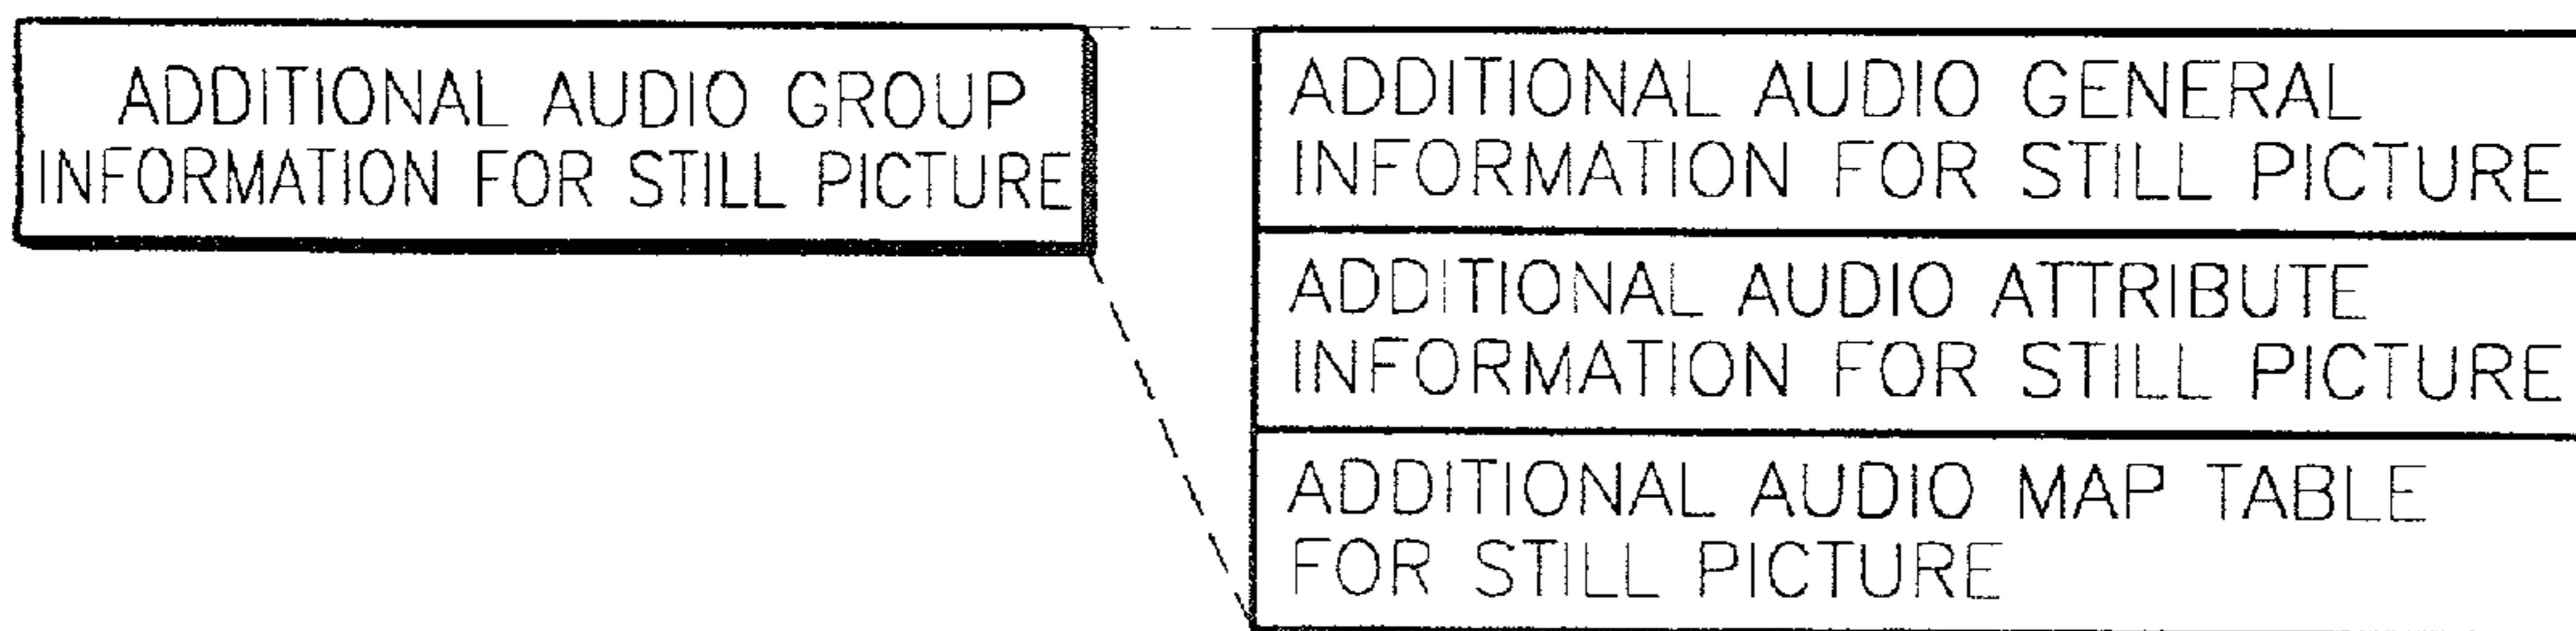 ADDITIONAL AUDIO GROUP
INFORMATION FOR STILL PICTURE
ADDITIONAL AUDIO GENERAL
INFORMATION FOR STILL PICTURE
ADDITIONAL AUDIO ATTRIBUTE
INFORMATION FOR STILL PICTURE
ADDITIONAL AUDIO MAP TABLE
FOR STILL PICTURE